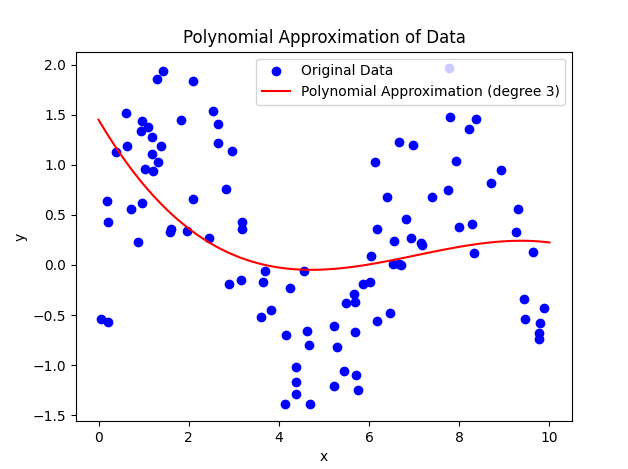 Polynomial Approximation of Data
Original Data
Polynomial Approximation (degree 3)
y
2.0
1.5
1.0
0.5
0.0
−0.5
−1.0
−1.5
0
2
4
6
8
10
x